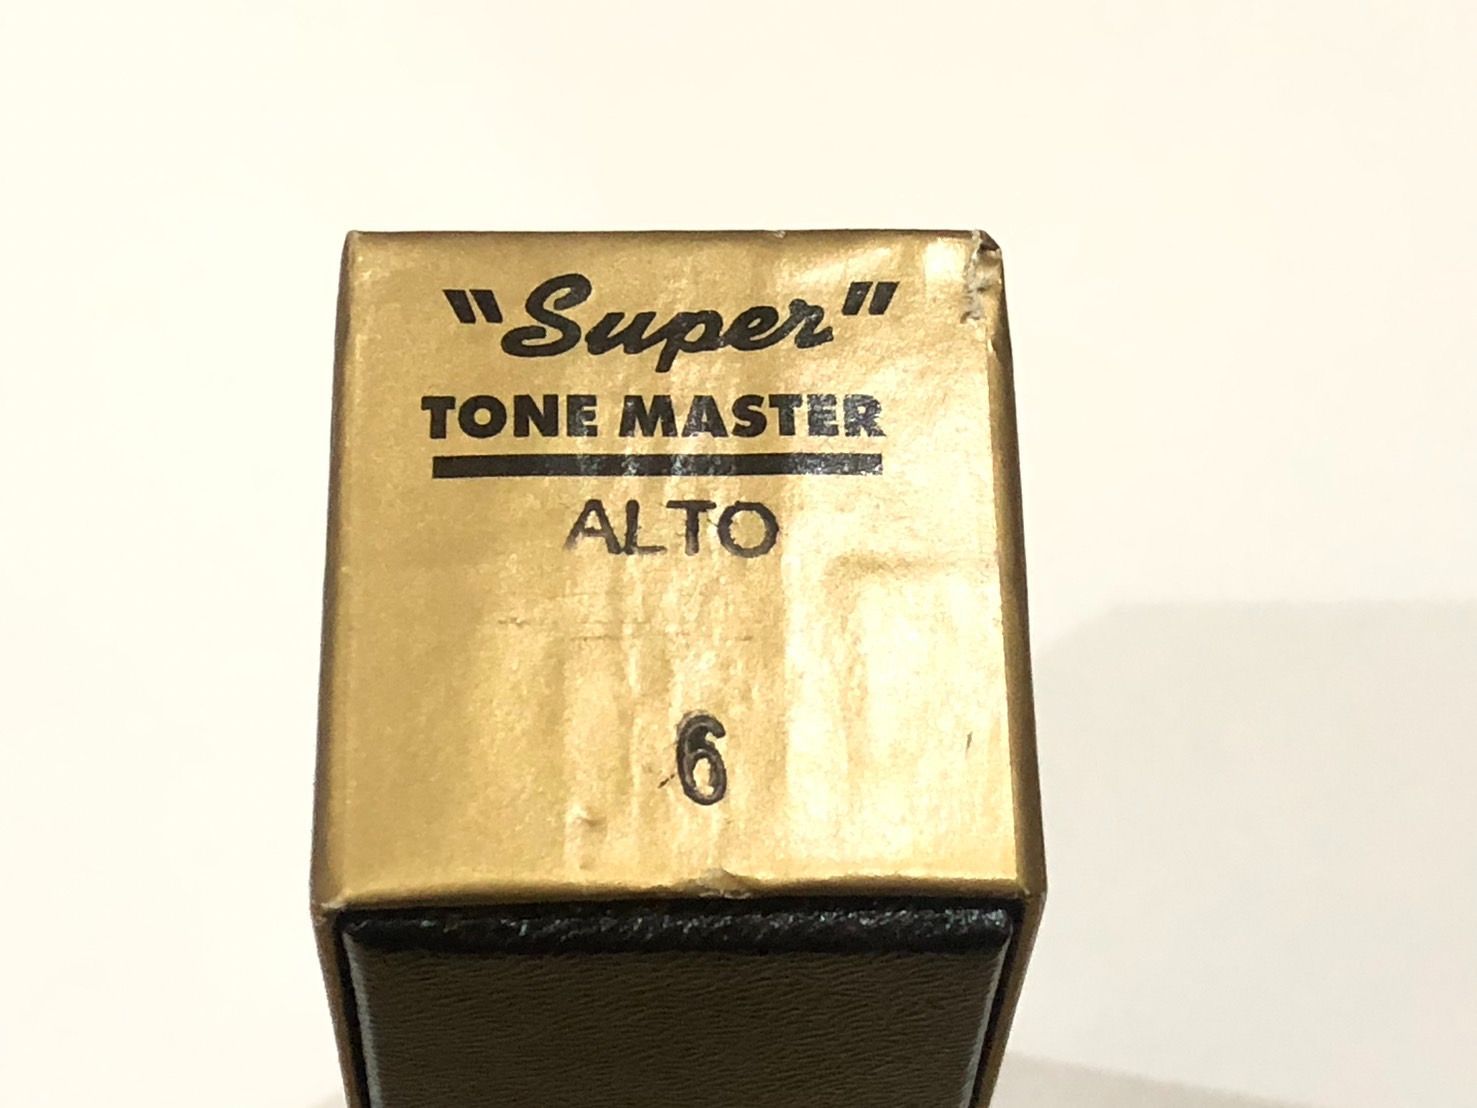 "Super"
TONE MASTER
ALTO
6